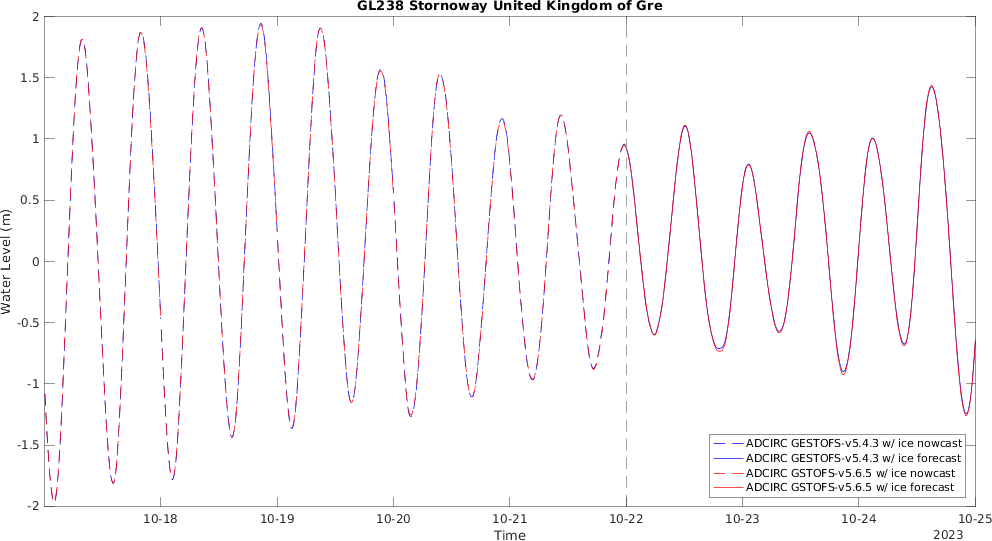 GL238 Stornoway United Kingdom of Gre
2
1.5
1
0.5
0
-0.5
-1
-1.5
-2
Water Level (m)
10-18 10-19 10-20 10-21 10-22 10-23 10-24 10-25
Time
2023
ADCIRC GESTOFS-v5.4.3 w/ ice nowcast
ADCIRC GESTOFS-v5.4.3 w/ ice forecast
ADCIRC GSTOFS-v5.6.5 w/ ice nowcast
ADCIRC GSTOFS-v5.6.5 w/ ice forecast